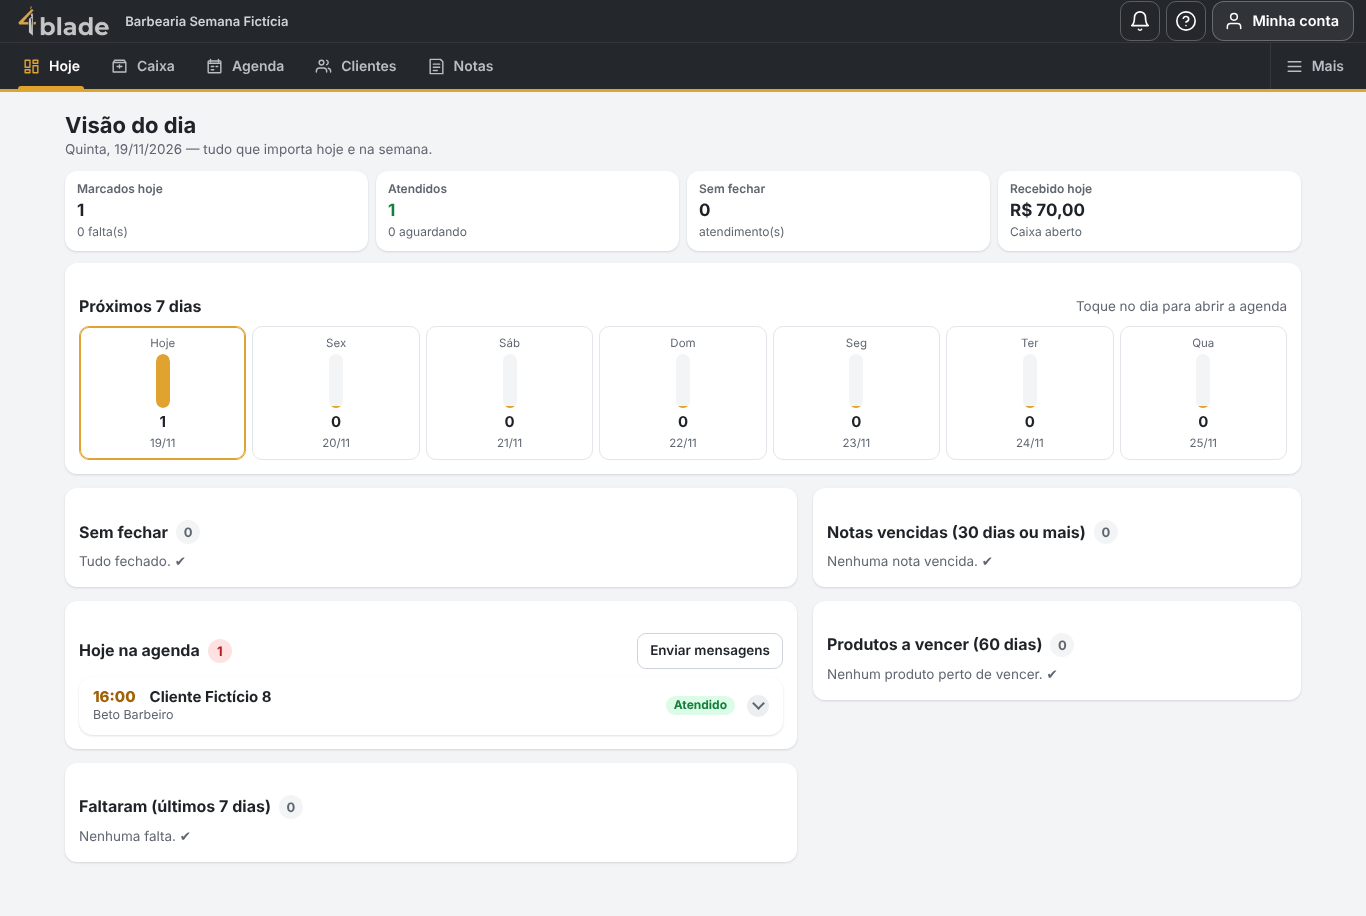 4blade
Barbearia Semana Fictícia
Minha conta
Hoje
Caixa
Agenda
Clientes
Notas
Mais
Visão do dia
Quinta, 19/11/2026 — tudo que importa hoje e na semana.
Marcados hoje
1
0 falta(s)
Atendidos
1
0 aguardando
Sem fechar
0
atendimento(s)
Recebido hoje
R$ 70,00
Caixa aberto
Próximos 7 dias
Toque no dia para abrir a agenda
Hoje
1
19/11
Sex
0
20/11
Sáb
0
21/11
Dom
0
22/11
Seg
0
23/11
Ter
0
24/11
Qua
0
25/11
Sem fechar 0
Tudo fechado. ✔
Notas vencidas (30 dias ou mais) 0
Nenhuma nota vencida. ✔
Hoje na agenda 1
Enviar mensagens
16:00 Cliente Fictício 8
Beto Barbeiro
Atendido
Produtos a vencer (60 dias) 0
Nenhum produto perto de vencer. ✔
Faltaram (últimos 7 dias) 0
Nenhuma falta. ✔